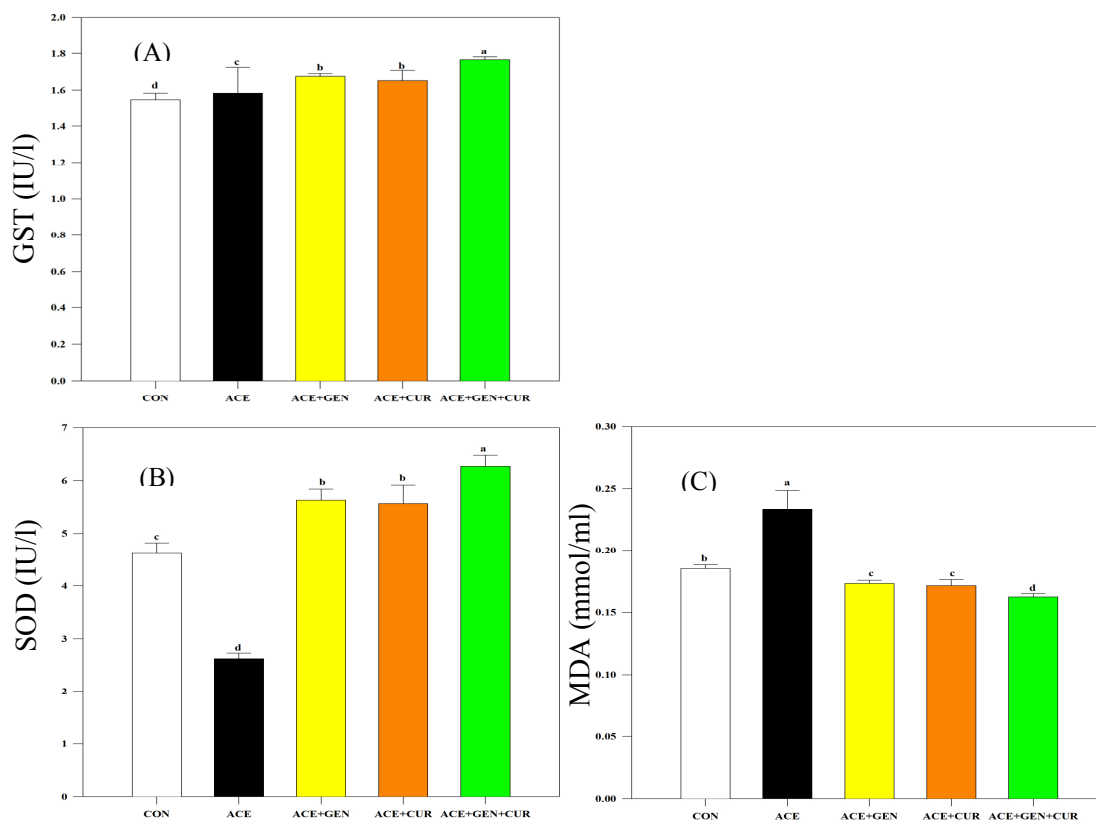 2.0
1.8
1.6
1.4
1.2
1.0
0.8
0.6
0.4
0.2
0.0
GST (IU/l)
(A)
d
c
b
b
a
CON
ACE
ACE+GEN
ACE+CUR
ACE+GEN+CUR
7
6
5
4
3
2
1
0
SOD (IU/l)
(B)
c
d
b
b
a
CON
ACE
ACE+GEN
ACE+CUR
ACE+GEN+CUR
0.30
0.25
0.20
0.15
0.10
0.05
0.00
MDA (mmol/ml)
(C)
b
a
c
c
d
CON
ACE
ACE+GEN
ACE+CUR
ACE+GEN+CUR